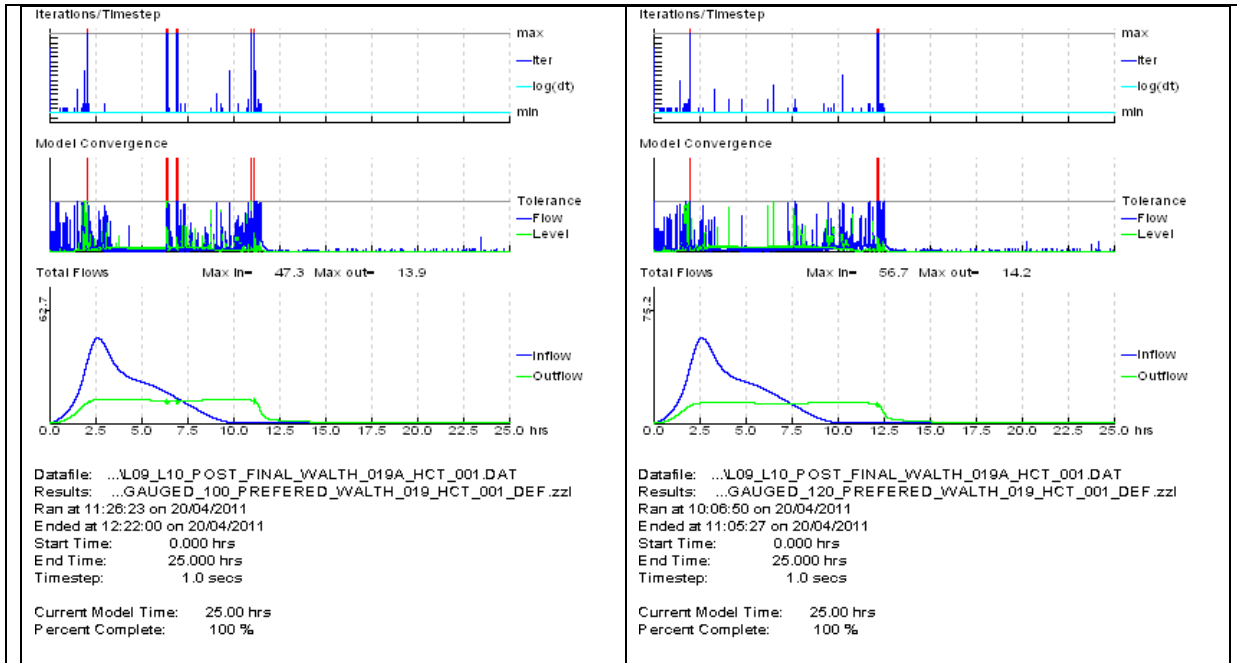 Iterations/Timestep
max
Iter
log(dt)
min
Model Convergence
Tolerance
Flow
Level
Total Flows Max in= 47.3 Max out= 13.9
62.7
Inflow
Outflow
0.0 2.5 5.0 7.5 10.0 12.5 15.0 17.5 20.0 22.5 25.0 hrs
Datafile: ...\L09_L10_POST_FINAL_WALTH_019A_HCT_001.DAT
Results: ...GAUGED_100_PREFERED_WALTH_019_HCT_001_DEF.zzl
Ran at 11:26:23 on 20/04/2011
Ended at 12:22:00 on 20/04/2011
Start Time: 0.000 hrs
End Time: 25.000 hrs
Timestep: 1.0 secs
Current Model Time: 25.00 hrs
Percent Complete: 100 %
Iterations/Timestep
max
Iter
log(dt)
min
Model Convergence
Tolerance
Flow
Level
Total Flows Max in= 56.7 Max out= 14.2
75.2
Inflow
Outflow
0.0 2.5 5.0 7.5 10.0 12.5 15.0 17.5 20.0 22.5 25.0 hrs
Datafile: ...\L09_L10_POST_FINAL_WALTH_019A_HCT_001.DAT
Results: ...GAUGED_120_PREFERED_WALTH_019_HCT_001_DEF.zzl
Ran at 10:06:50 on 20/04/2011
Ended at 11:05:27 on 20/04/2011
Start Time: 0.000 hrs
End Time: 25.000 hrs
Timestep: 1.0 secs
Current Model Time: 25.00 hrs
Percent Complete: 100 %